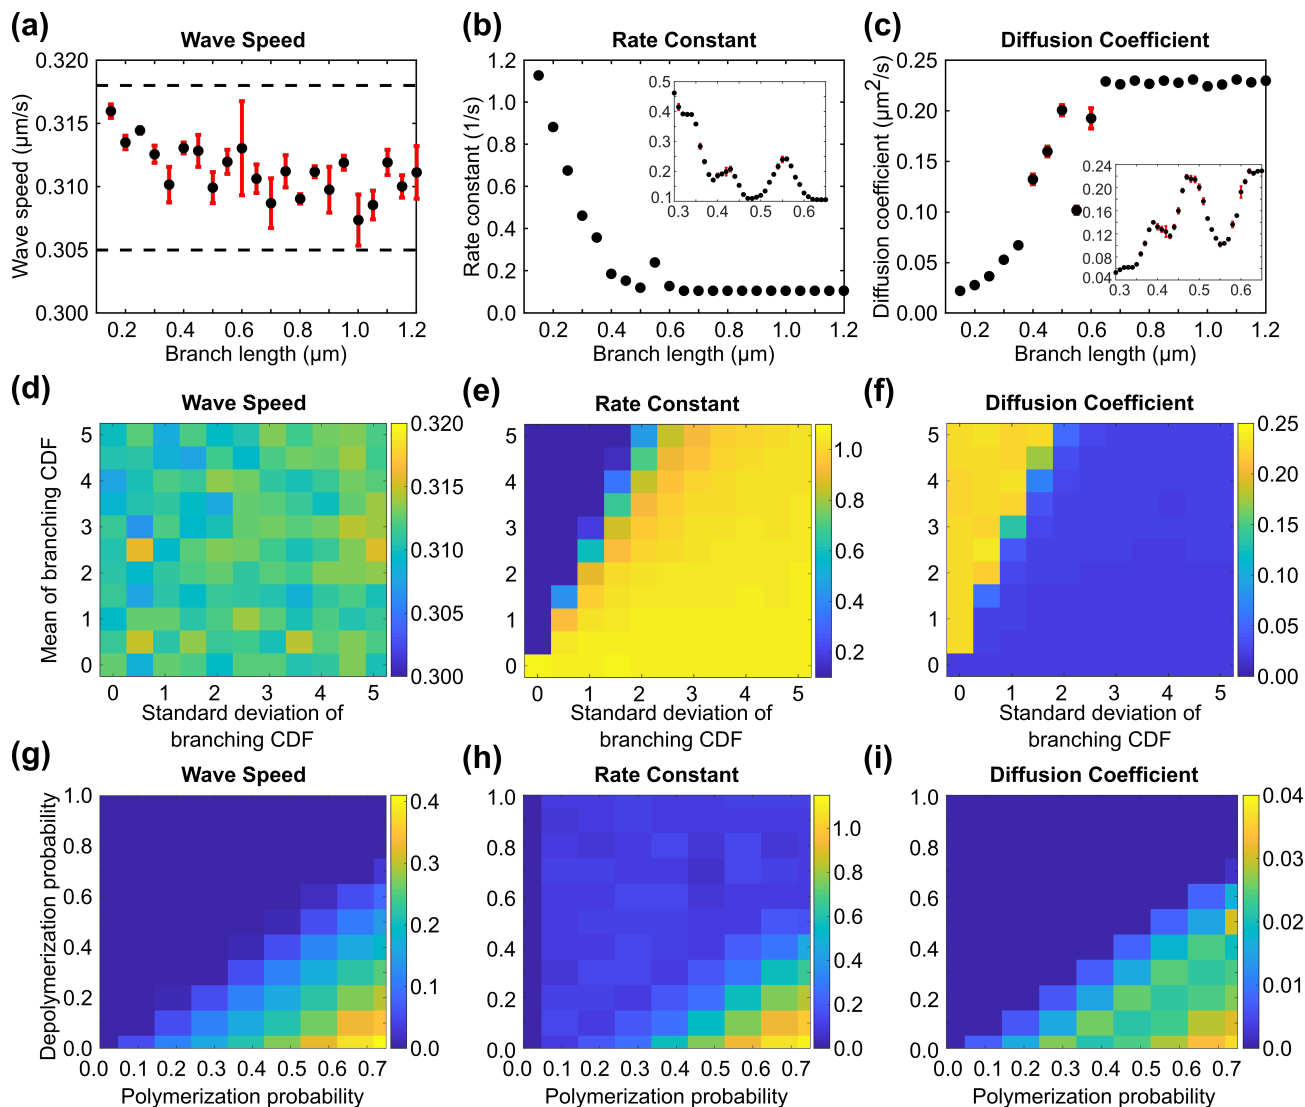 (a)
Wave Speed
0.320
0.315
0.310
0.305
0.300
Wave speed (μm/s)
0.2 0.4 0.6 0.8 1.0 1.2
Branch length (μm)
(b)
Rate Constant
1.2
1.0
0.8
0.6
0.4
0.2
0.0
Rate constant (1/s)
0.5
0.4
0.3
0.2
0.1
0.3 0.4 0.5 0.6
0.2 0.4 0.6 0.8 1.0 1.2
Branch length (μm)
(c)
Diffusion Coefficient
0.25
0.20
0.15
0.10
0.05
0.00
Diffusion coefficient (μm²/s)
0.24
0.20
0.16
0.12
0.08
0.04
0.3 0.4 0.5 0.6
0.2 0.4 0.6 0.8 1.0 1.2
Branch length (μm)
(d)
Wave Speed
5
4
3
2
1
0
Mean of branching CDF
0 1 2 3 4 5
Standard deviation of
branching CDF
0.320
0.315
0.310
0.305
0.300
(e)
Rate Constant
5
4
3
2
1
0
0 1 2 3 4 5
Standard deviation of
branching CDF
1.0
0.8
0.6
0.4
0.2
(f)
Diffusion Coefficient
5
4
3
2
1
0
0 1 2 3 4 5
Standard deviation of
branching CDF
0.25
0.20
0.15
0.10
0.05
0.00
(g)
Wave Speed
1.0
0.8
0.6
0.4
0.2
0.0
Depolymerization probability
0.0 0.1 0.2 0.3 0.4 0.5 0.6 0.7
Polymerization probability
0.4
0.3
0.2
0.1
0.0
(h)
Rate Constant
1.0
0.8
0.6
0.4
0.2
0.0
0.0 0.1 0.2 0.3 0.4 0.5 0.6 0.7
Polymerization probability
1.0
0.8
0.6
0.4
0.2
0.0
(i)
Diffusion Coefficient
1.0
0.8
0.6
0.4
0.2
0.0
0.0 0.1 0.2 0.3 0.4 0.5 0.6 0.7
Polymerization probability
0.04
0.03
0.02
0.01
0.00